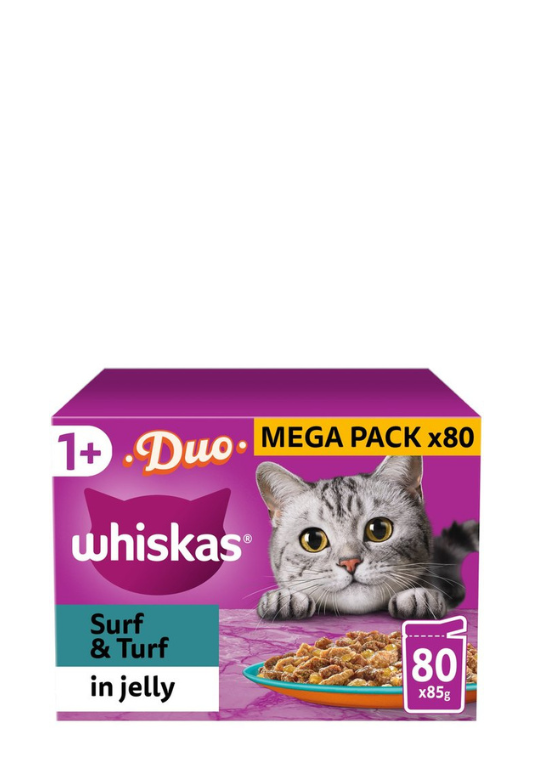 1+
·Duo·
MEGA PACK x80
whiskas®
Surf
& Turf
in jelly
80
x85g